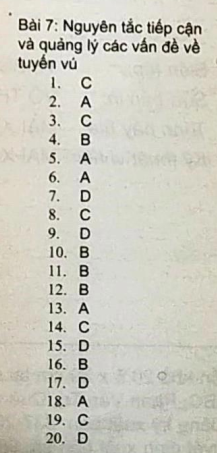 Bài 7: Nguyên tắc tiếp cận
và quảng lý các vấn đề về
tuyến vú
1. C
2. A
3. C
4. B
5. A
6. A
7. D
8. C
9. D
10. B
11. B
12. B
13. A
14. C
15. D
16. B
17. D
18. A
19. C
20. D